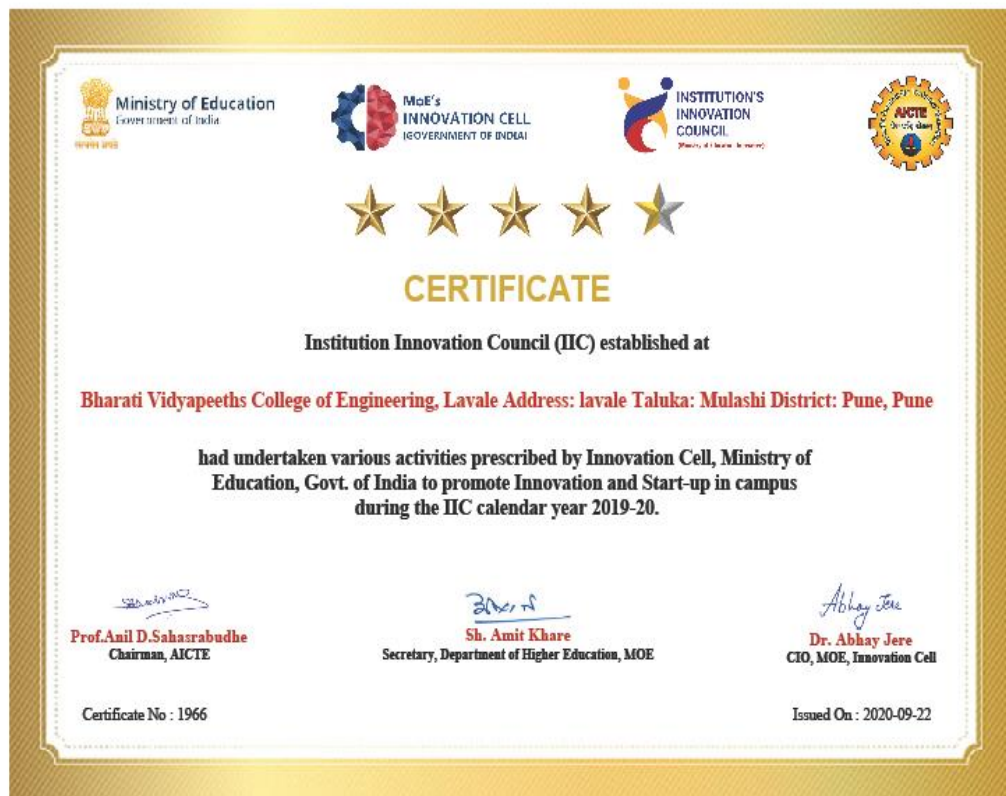 Ministry of Education
Government of India
MoE's
INNOVATION CELL
(GOVERNMENT OF INDIA)
INSTITUTION'S
INNOVATION
COUNCIL
AICTE
CERTIFICATE
Institution Innovation Council (IIC) established at
Bharati Vidyapeeths College of Engineering, Lavale Address: lavale Taluka: Mulashi District: Pune, Pune
had undertaken various activities prescribed by Innovation Cell, Ministry of
Education, Govt. of India to promote Innovation and Start-up in campus
during the IIC calendar year 2019-20.
Abhay Jere
Prof.Anil D.Sahasrabudhe
Chairman, AICTE
Sh. Amit Khare
Secretary, Department of Higher Education, MOE
Dr. Abhay Jere
CIO, MOE, Innovation Cell
Certificate No : 1966
Issued On : 2020-09-22